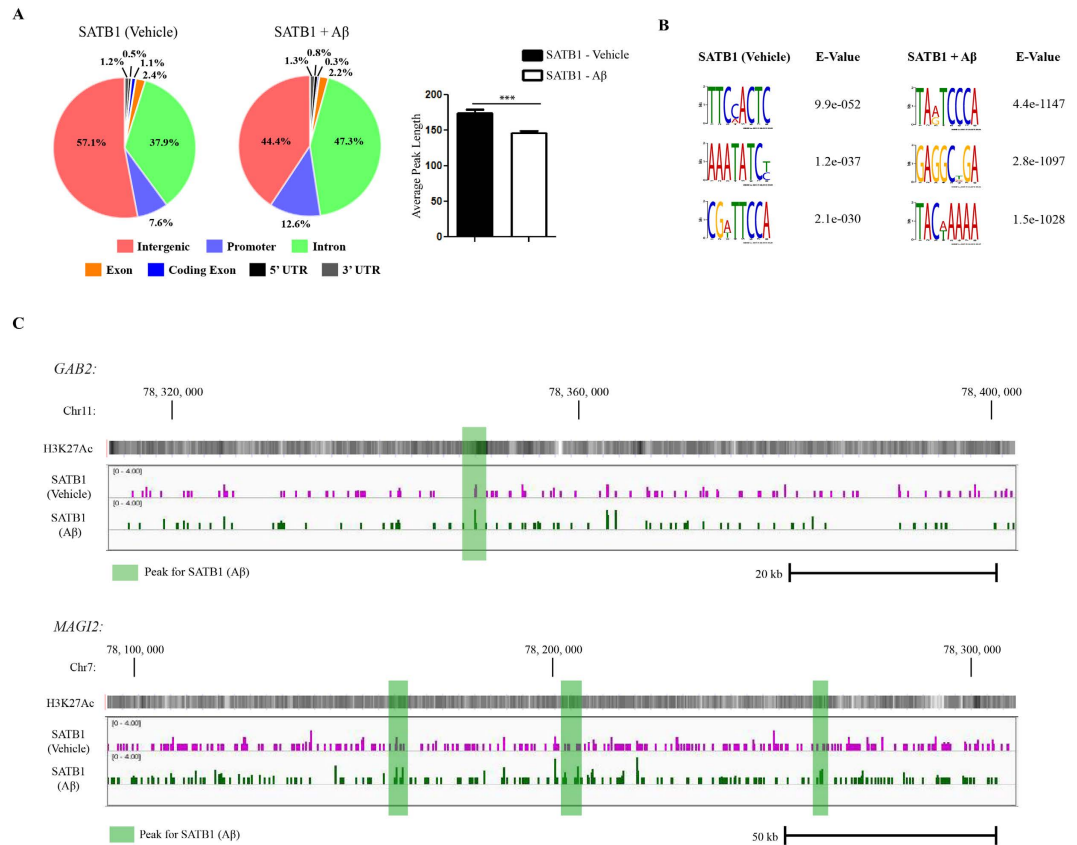 A
SATB1 (Vehicle)
SATB1 + Aβ
1.2%
0.5%
1.1%
2.4%
57.1%
37.9%
7.6%
1.3%
0.8%
0.3%
2.2%
44.4%
47.3%
12.6%
Intergenic
Promoter
Intron
Exon
Coding Exon
5' UTR
3' UTR
SATB1 - Vehicle
SATB1 - Aβ
***
Average Peak Length
200
150
100
50
0
B
SATB1 (Vehicle) E-Value SATB1 + Aβ E-Value
9.9e-052
4.4e-1147
1.2e-037
2.8e-1097
2.1e-030
1.5e-1028
C
GAB2:
78, 320, 000 78, 360, 000 78, 400, 000
Chr11:
H3K27Ac
[0 - 4.00]
SATB1
(Vehicle)
[0 - 4.00]
SATB1
(Aβ)
Peak for SATB1 (Aβ)
20 kb
MAGI2:
78, 100, 000 78, 200, 000 78, 300, 000
Chr7:
H3K27Ac
[0 - 4.00]
SATB1
(Vehicle)
[0 - 4.00]
SATB1
(Aβ)
Peak for SATB1 (Aβ)
50 kb